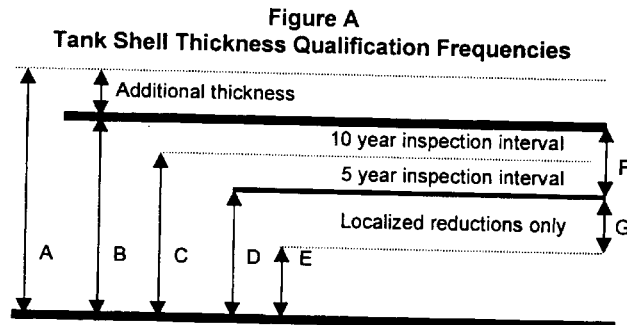 Figure A
Tank Shell Thickness Qualification Frequencies
Additional thickness
10 year inspection interval
F
5 year inspection interval
Localized reductions only
G
A
B
C
D
E